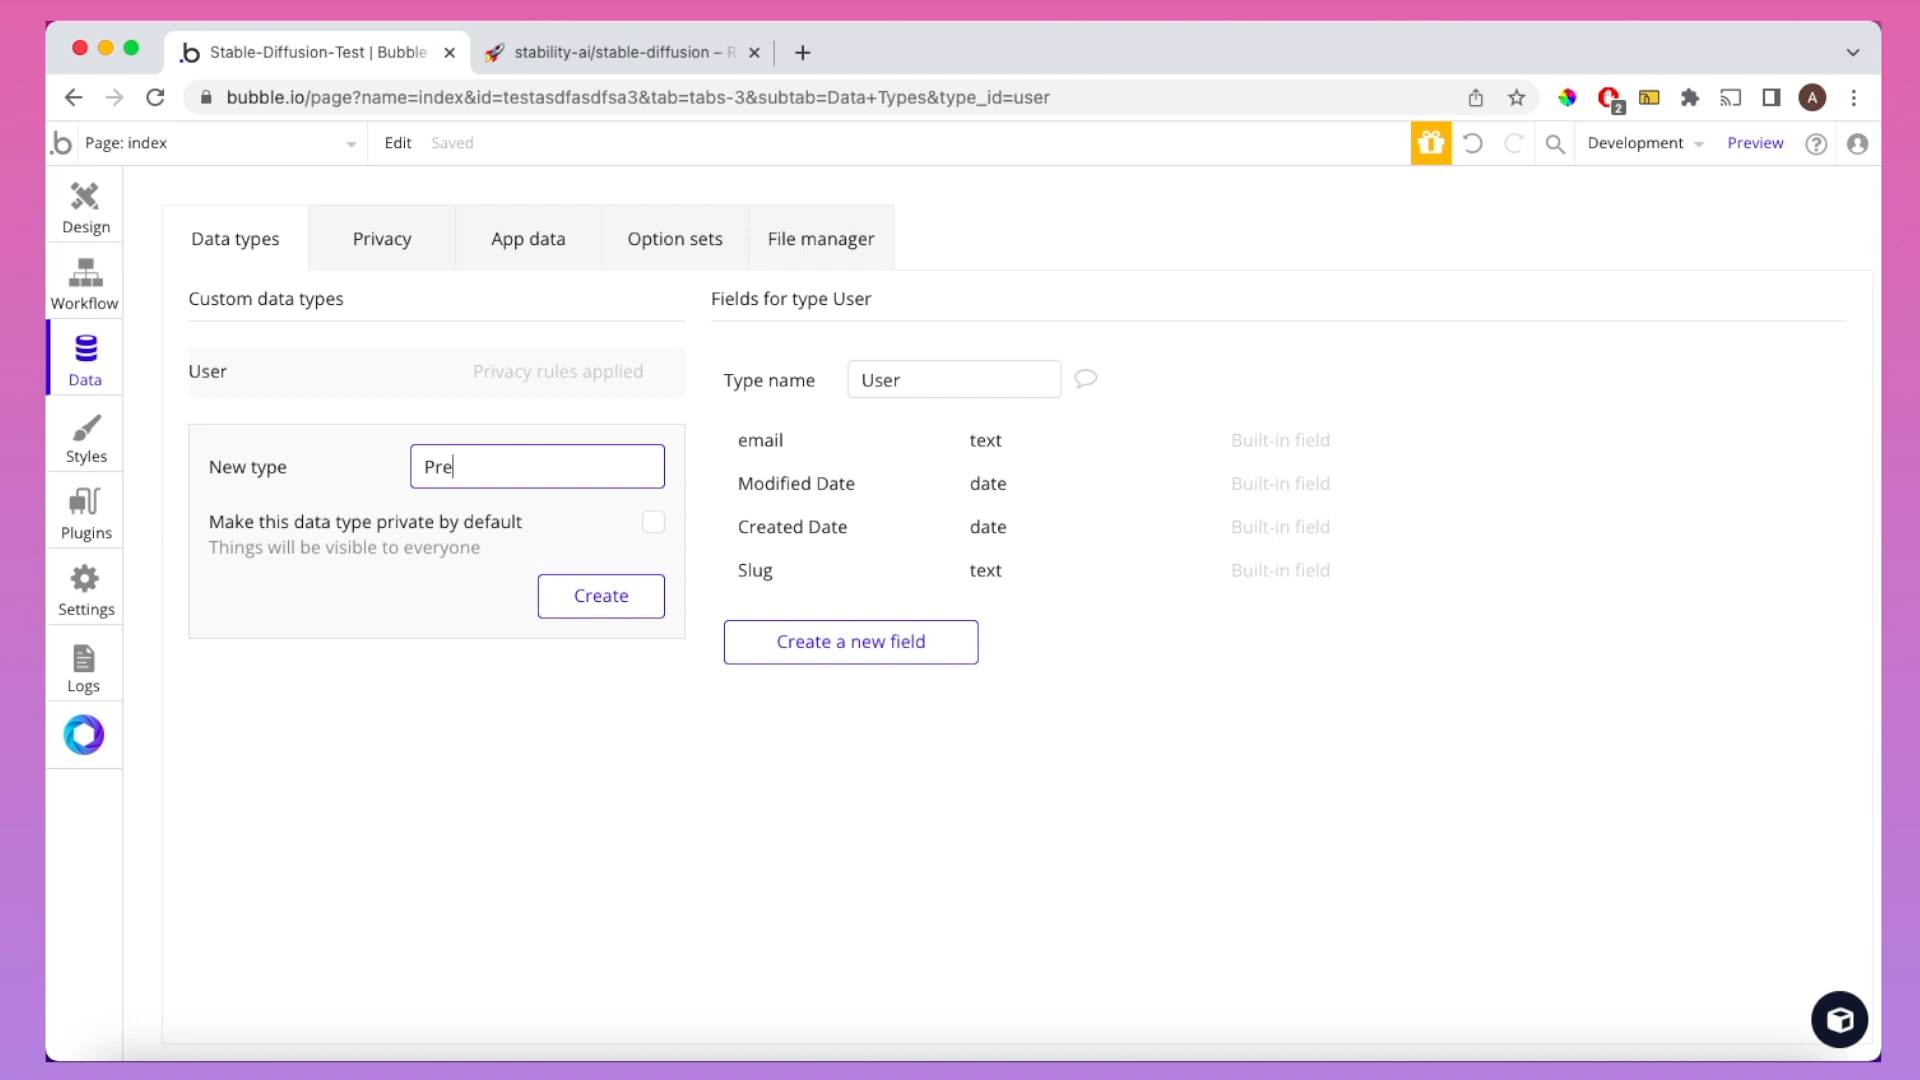 Stable-Diffusion-Test | Bubble
stability-ai/stable-diffusion – R
bubble.io/page?name=index&id=testasdfasdfsa3&tab=tabs-3&subtab=Data+Types&type_id=user
2
A
.b
Page: index
Edit
Saved
Development
Preview
Design
Workflow
Data
Styles
Plugins
Settings
Logs
Data types
Privacy
App data
Option sets
File manager
Custom data types
User
Privacy rules applied
New type
Pre
Make this data type private by default
Things will be visible to everyone
Create
Fields for type User
Type name
User
email text Built-in field
Modified Date date Built-in field
Created Date date Built-in field
Slug text Built-in field
Create a new field